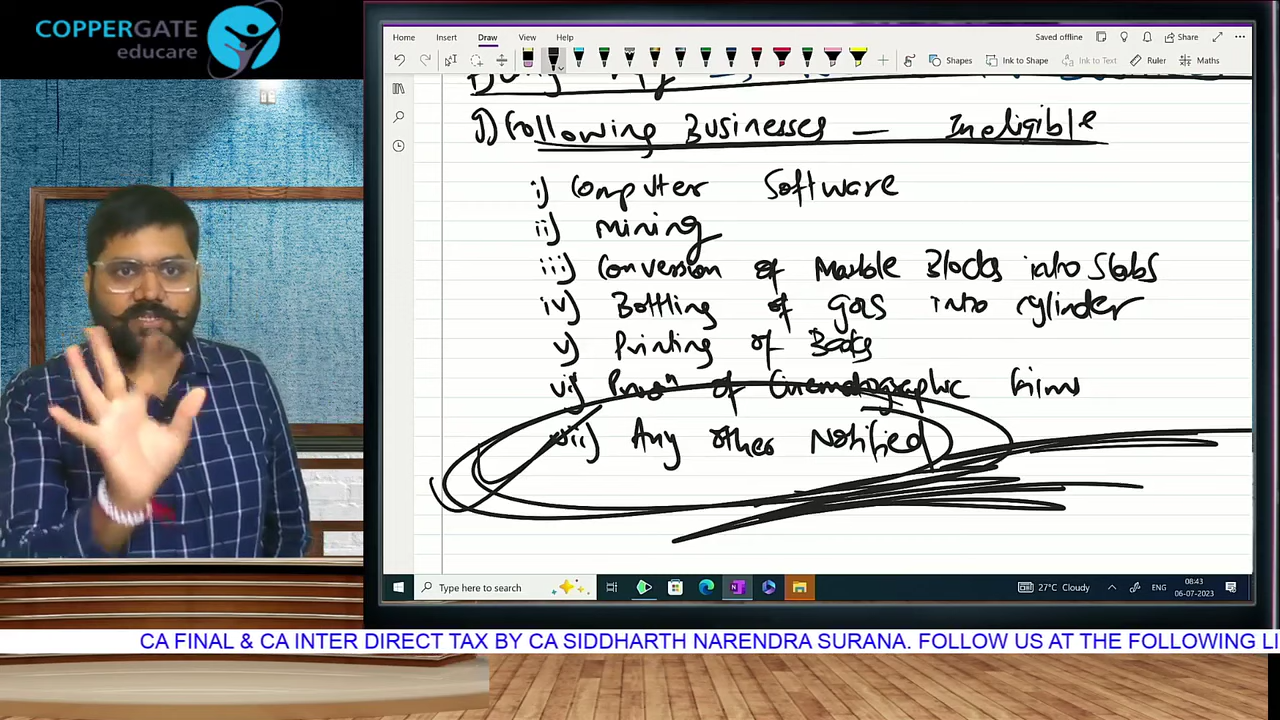 COPPERGATE
educare
Home Insert Draw View Help
Saved offline
Share
Shapes Ink to Shape Ink to Text Ruler Maths
9) Following Businesses — Ineligible
i) Computer Software
ii) Mining
iii) Conversion of Marble Blocks into Slabs
iv) Bottling of gas into cylinder
v) Printing of Books
vi) Prodn of Cinematographic films
vii) Any other Notified
Type here to search
27°C Cloudy
ENG
08:43
06-07-2023
CA FINAL & CA INTER DIRECT TAX BY CA SIDDHARTH NARENDRA SURANA. FOLLOW US AT THE FOLLOWING LI